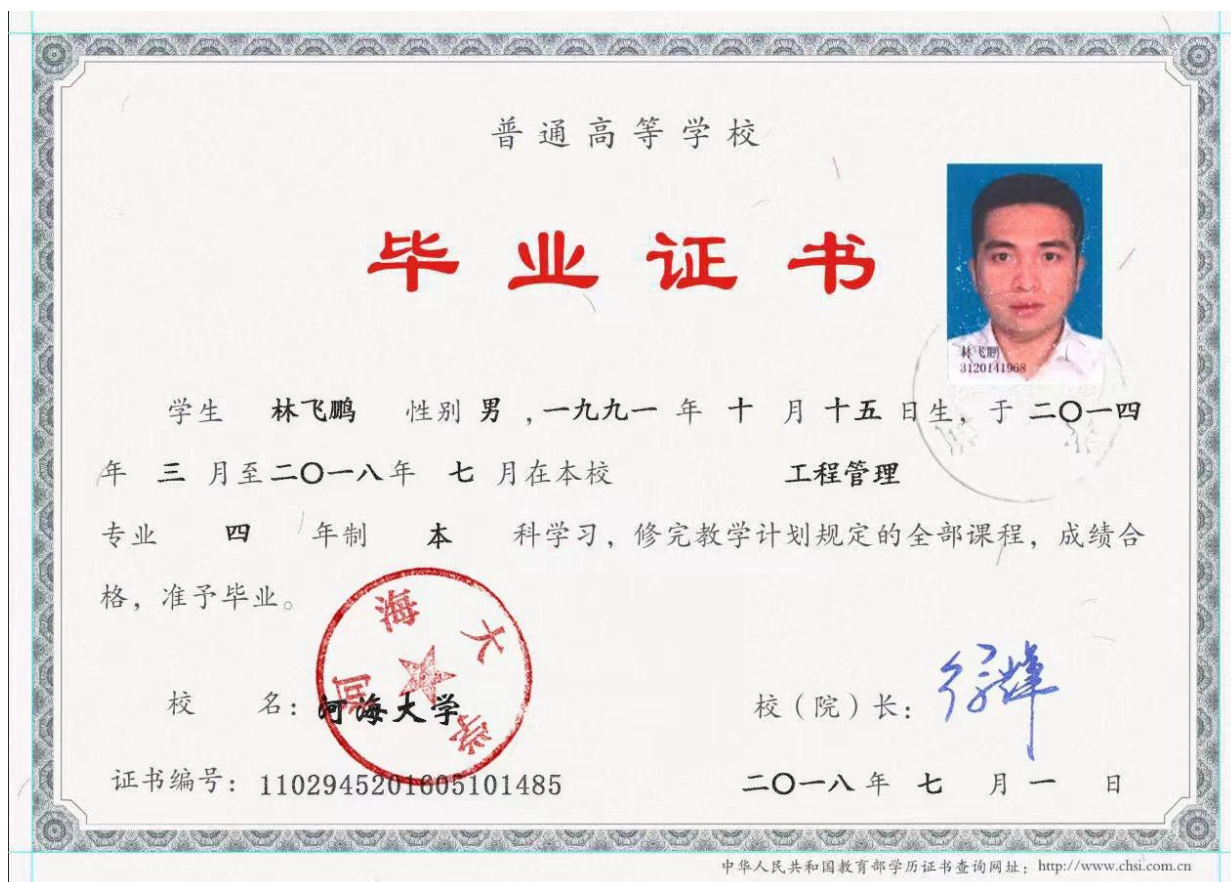 普通高等学校
毕业证书
林飞鹏
3120141968
学生 林飞鹏 性别 男 ,一九九一 年 十 月 十五 日生, 于 二〇一四
年 三 月至二〇一八年 七 月在本校 工程管理
专业 四 年制 本 科学习, 修完教学计划规定的全部课程, 成绩合
格, 准予毕业。
河海大学
校 名: 河海大学
校(院)长:
证书编号: 110294520160510148​5
二〇一八年 七 月 一 日
中华人民共和国教育部学历证书查询网址: http://www.chsi.com.cn